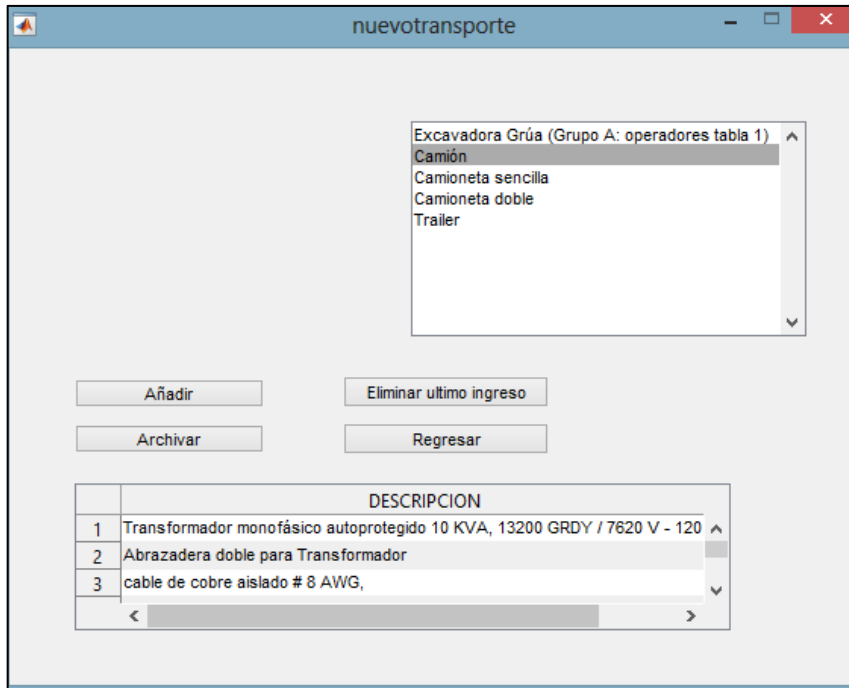 nuevotransporte
Excavadora Grúa (Grupo A: operadores tabla 1)
Camión
Camioneta sencilla
Camioneta doble
Trailer
Añadir
Eliminar ultimo ingreso
Archivar
Regresar
DESCRIPCION
1 Transformador monofásico autoprotegido 10 KVA, 13200 GRDY / 7620 V - 120
2 Abrazadera doble para Transformador
3 cable de cobre aislado # 8 AWG,